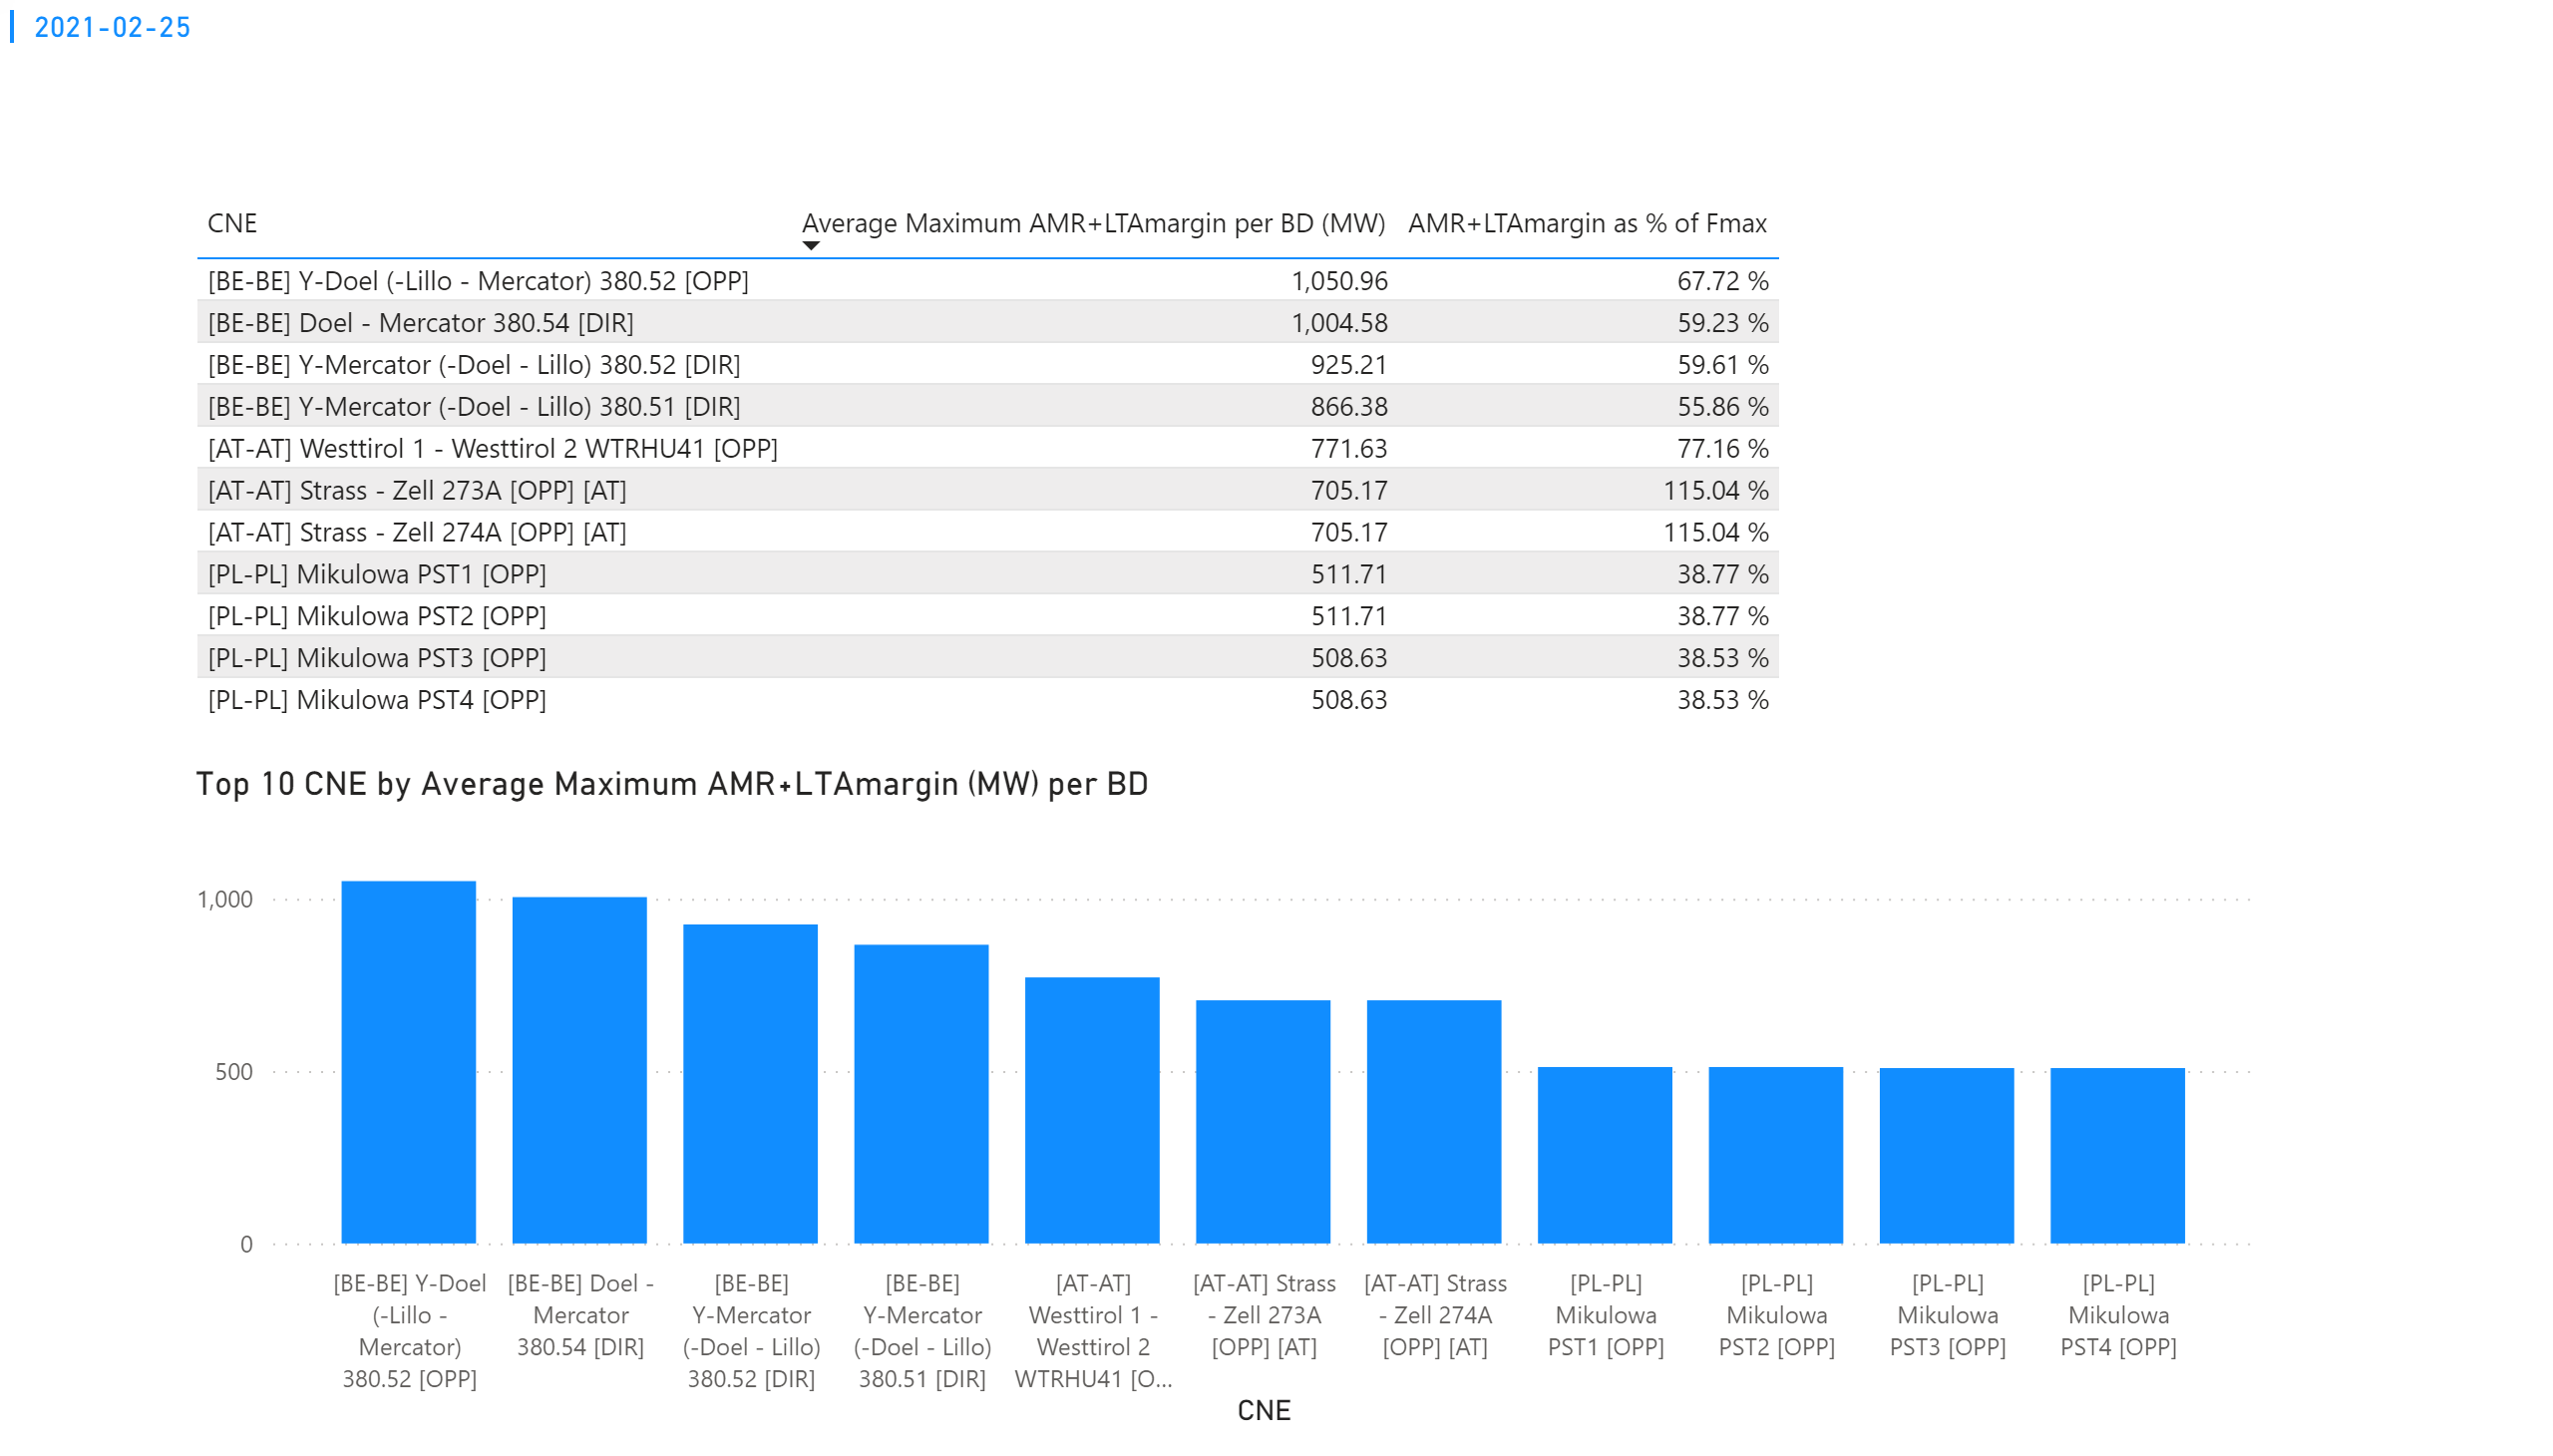 2021-02-25
CNE Average Maximum AMR+LTAmargin per BD (MW) AMR+LTAmargin as % of Fmax
[BE-BE] Y-Doel (-Lillo - Mercator) 380.52 [OPP] 1,050.96 67.72 %
[BE-BE] Doel - Mercator 380.54 [DIR] 1,004.58 59.23 %
[BE-BE] Y-Mercator (-Doel - Lillo) 380.52 [DIR] 925.21 59.61 %
[BE-BE] Y-Mercator (-Doel - Lillo) 380.51 [DIR] 866.38 55.86 %
[AT-AT] Westtirol 1 - Westtirol 2 WTRHU41 [OPP] 771.63 77.16 %
[AT-AT] Strass - Zell 273A [OPP] [AT] 705.17 115.04 %
[AT-AT] Strass - Zell 274A [OPP] [AT] 705.17 115.04 %
[PL-PL] Mikulowa PST1 [OPP] 511.71 38.77 %
[PL-PL] Mikulowa PST2 [OPP] 511.71 38.77 %
[PL-PL] Mikulowa PST3 [OPP] 508.63 38.53 %
[PL-PL] Mikulowa PST4 [OPP] 508.63 38.53 %
Top 10 CNE by Average Maximum AMR+LTAmargin (MW) per BD
1,000
500
0
[BE-BE] Y-Doel
(-Lillo -
Mercator)
380.52 [OPP]
[BE-BE] Doel -
Mercator
380.54 [DIR]
[BE-BE]
Y-Mercator
(-Doel - Lillo)
380.52 [DIR]
[BE-BE]
Y-Mercator
(-Doel - Lillo)
380.51 [DIR]
[AT-AT]
Westtirol 1 -
Westtirol 2
WTRHU41 [O...
[AT-AT] Strass
- Zell 273A
[OPP] [AT]
[AT-AT] Strass
- Zell 274A
[OPP] [AT]
[PL-PL]
Mikulowa
PST1 [OPP]
[PL-PL]
Mikulowa
PST2 [OPP]
[PL-PL]
Mikulowa
PST3 [OPP]
[PL-PL]
Mikulowa
PST4 [OPP]
CNE